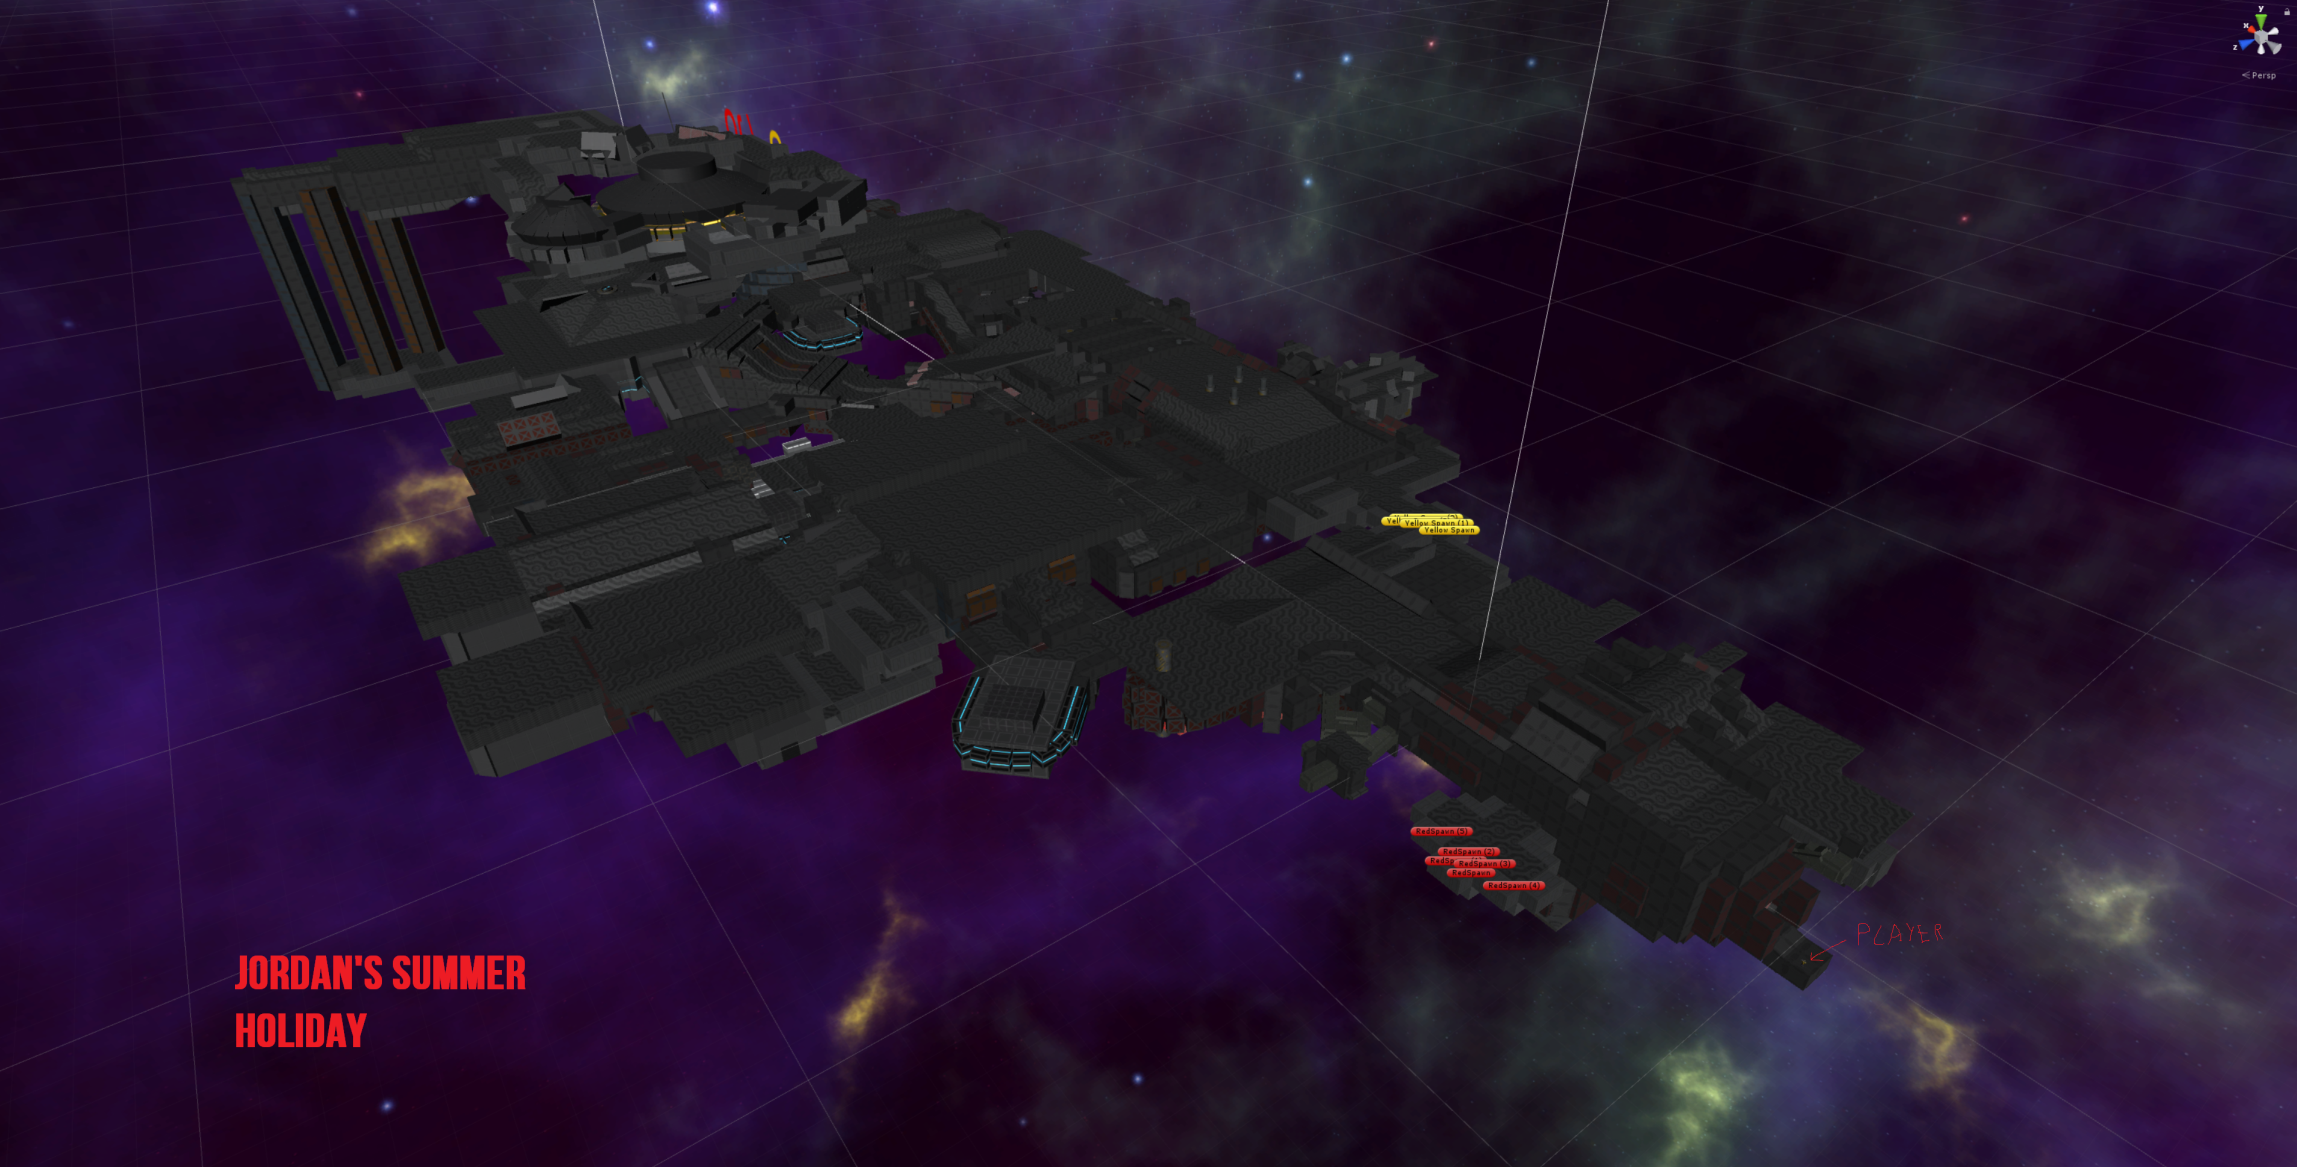 y
x
z
Persp
Yellow Spawn (1)
Yellow Spawn
RedSpawn (5)
RedSpawn (2)
RedSpawn (3)
RedSpawn
RedSpawn (4)
PLAYER
JORDAN'S SUMMER
HOLIDAY